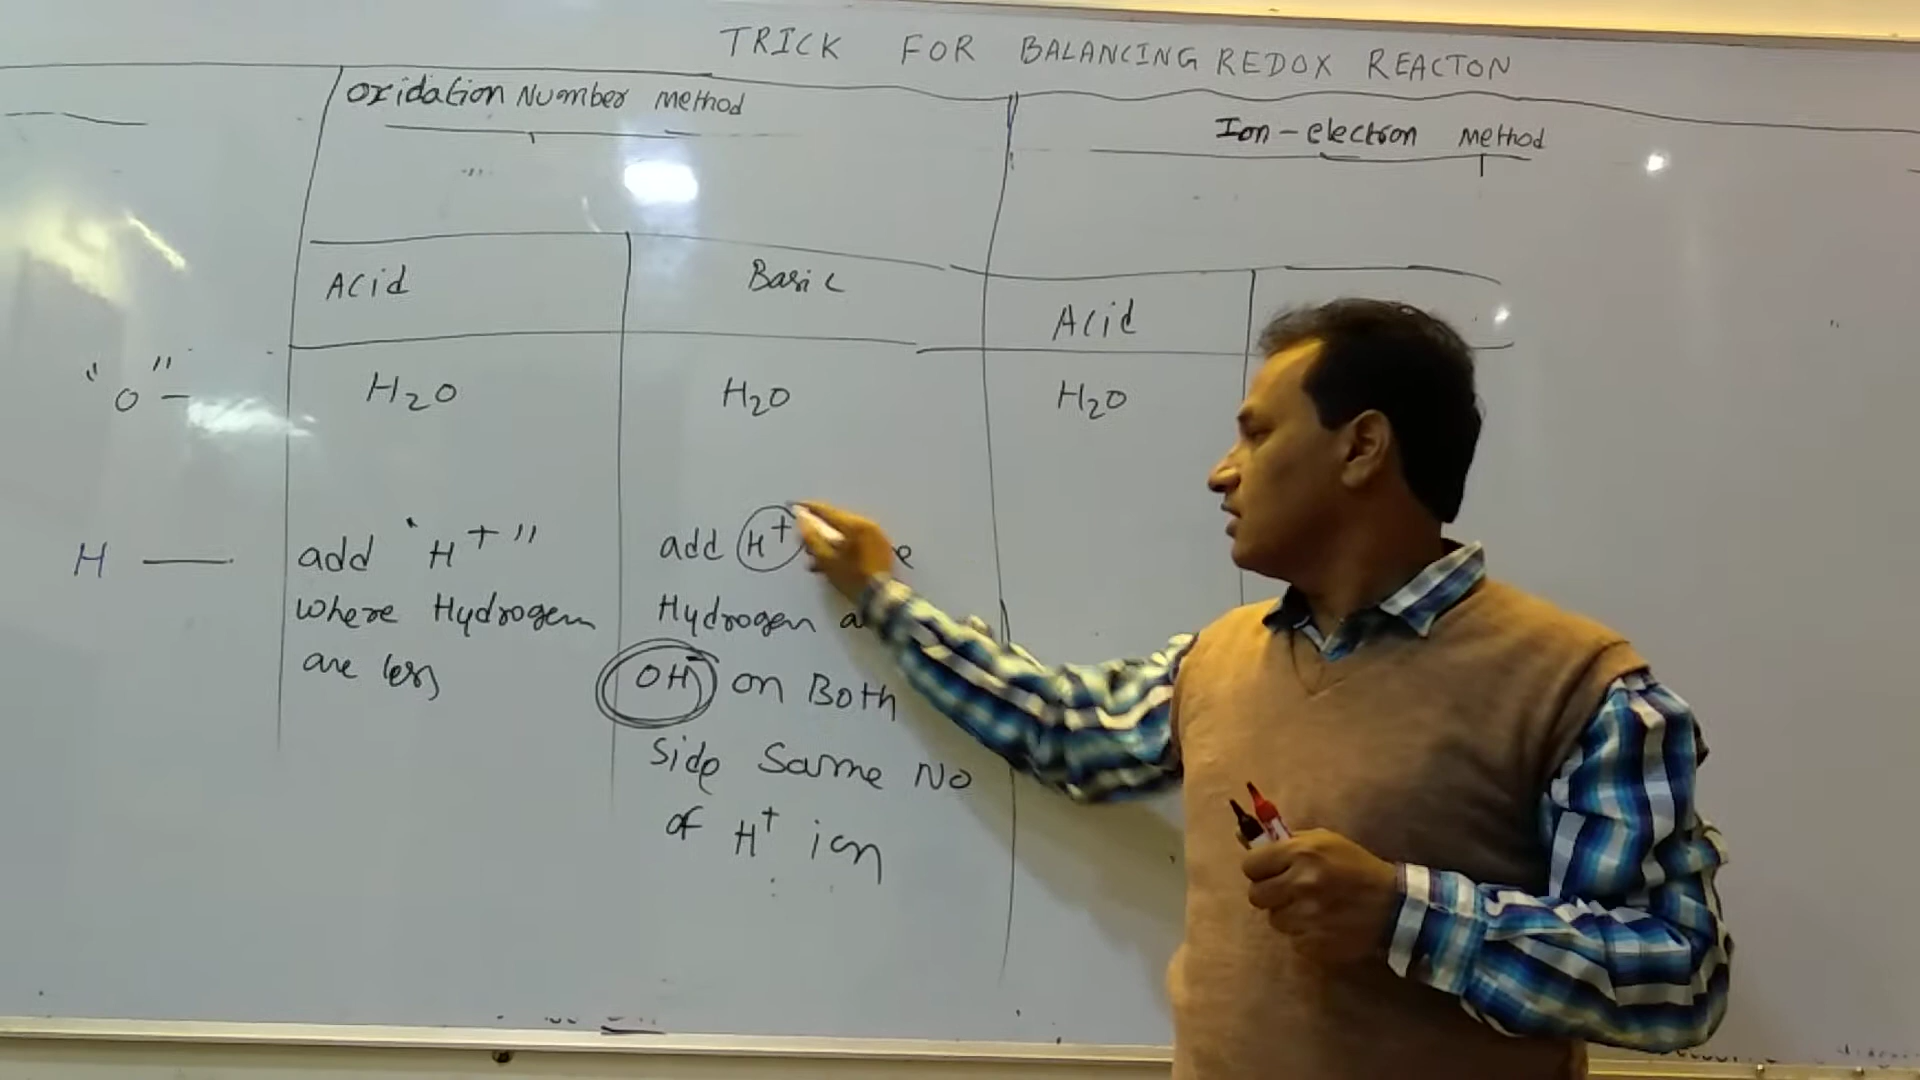 TRICK FOR BALANCING REDOX REACTON
Oxidation Number Method
Ion-electron Method
Acid
Basic
Acid
"O" —
H2O
H2O
H2O
H —
add "H+"
where Hydrogen
are less
add H+
Hydrogen
OH- on Both
Side Same No
of H+ ion